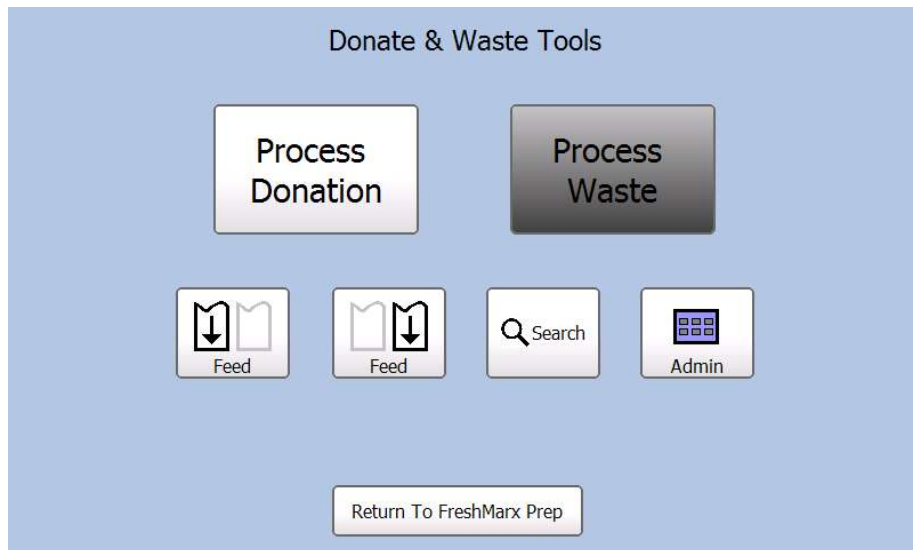 Donate & Waste Tools
Process
Donation
Process
Waste
Feed
Feed
Search
Admin
Return To FreshMarx Prep